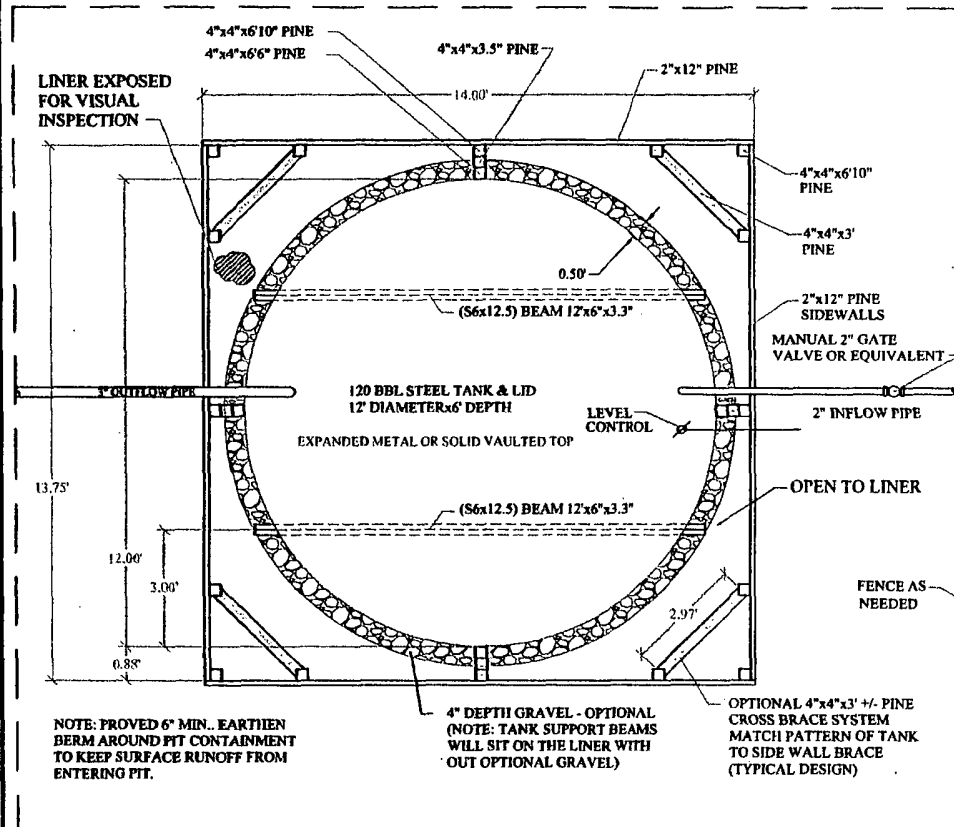 4"x4"x6'10" PINE
4"x4"x6'6" PINE
4"x4"x3.5" PINE
2"x12" PINE
LINER EXPOSED
FOR VISUAL
INSPECTION
14.00'
4"x4"x6'10"
PINE
4"x4"x3'
PINE
0.50'
(S6x12.5) BEAM 12'x6"x3.3"
2"x12" PINE
SIDEWALLS
MANUAL 2" GATE
VALVE OR EQUIVALENT
3" OUTFLOW PIPE
120 BBL STEEL TANK & LID
12' DIAMETERx6' DEPTH
LEVEL
CONTROL
2" INFLOW PIPE
EXPANDED METAL OR SOLID VAULTED TOP
13.75'
OPEN TO LINER
(S6x12.5) BEAM 12'x6"x3.3"
12.00'
3.00'
2.97'
FENCE AS
NEEDED
0.88'
NOTE: PROVED 6" MIN.. EARTHEN
BERM AROUND PIT CONTAINMENT
TO KEEP SURFACE RUNOFF FROM
ENTERING PIT.
4" DEPTH GRAVEL - OPTIONAL
(NOTE: TANK SUPPORT BEAMS
WILL SIT ON THE LINER WITH
OUT OPTIONAL GRAVEL)
OPTIONAL 4"x4"x3' +/- PINE
CROSS BRACE SYSTEM
MATCH PATTERN OF TANK
TO SIDE WALL BRACE
(TYPICAL DESIGN)